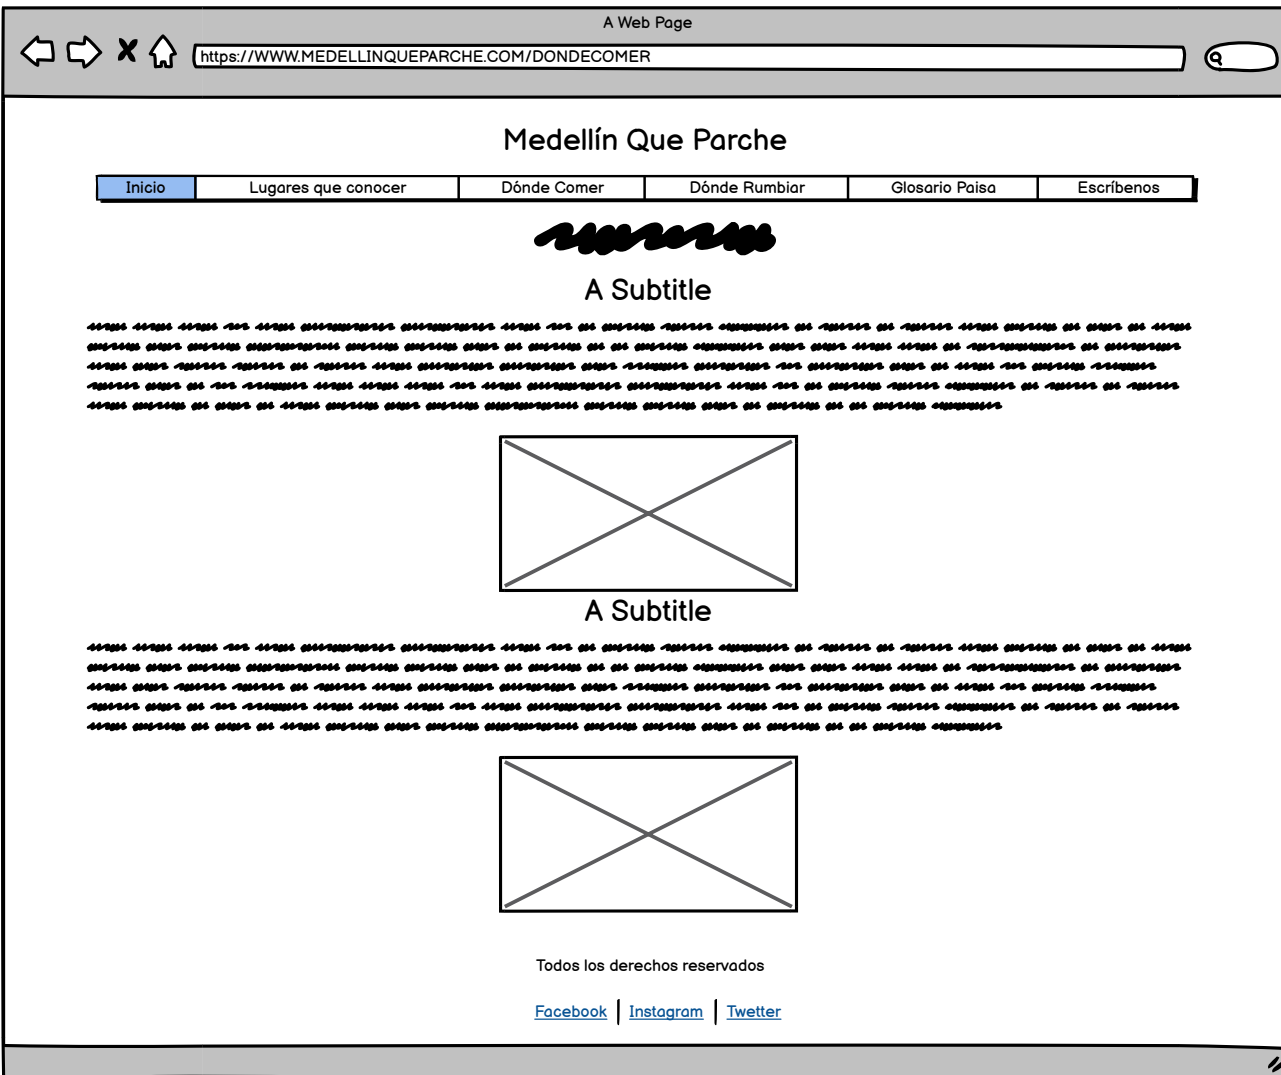 A Web Page
https://WWW.MEDELLINQUEPARCHE.COM/DONDECOMER
Medellín Que Parche
Inicio Lugares que conocer Dónde Comer Dónde Rumbiar Glosario Paisa Escríbenos
A Subtitle
A Subtitle
Todos los derechos reservados
Facebook Instagram Twetter